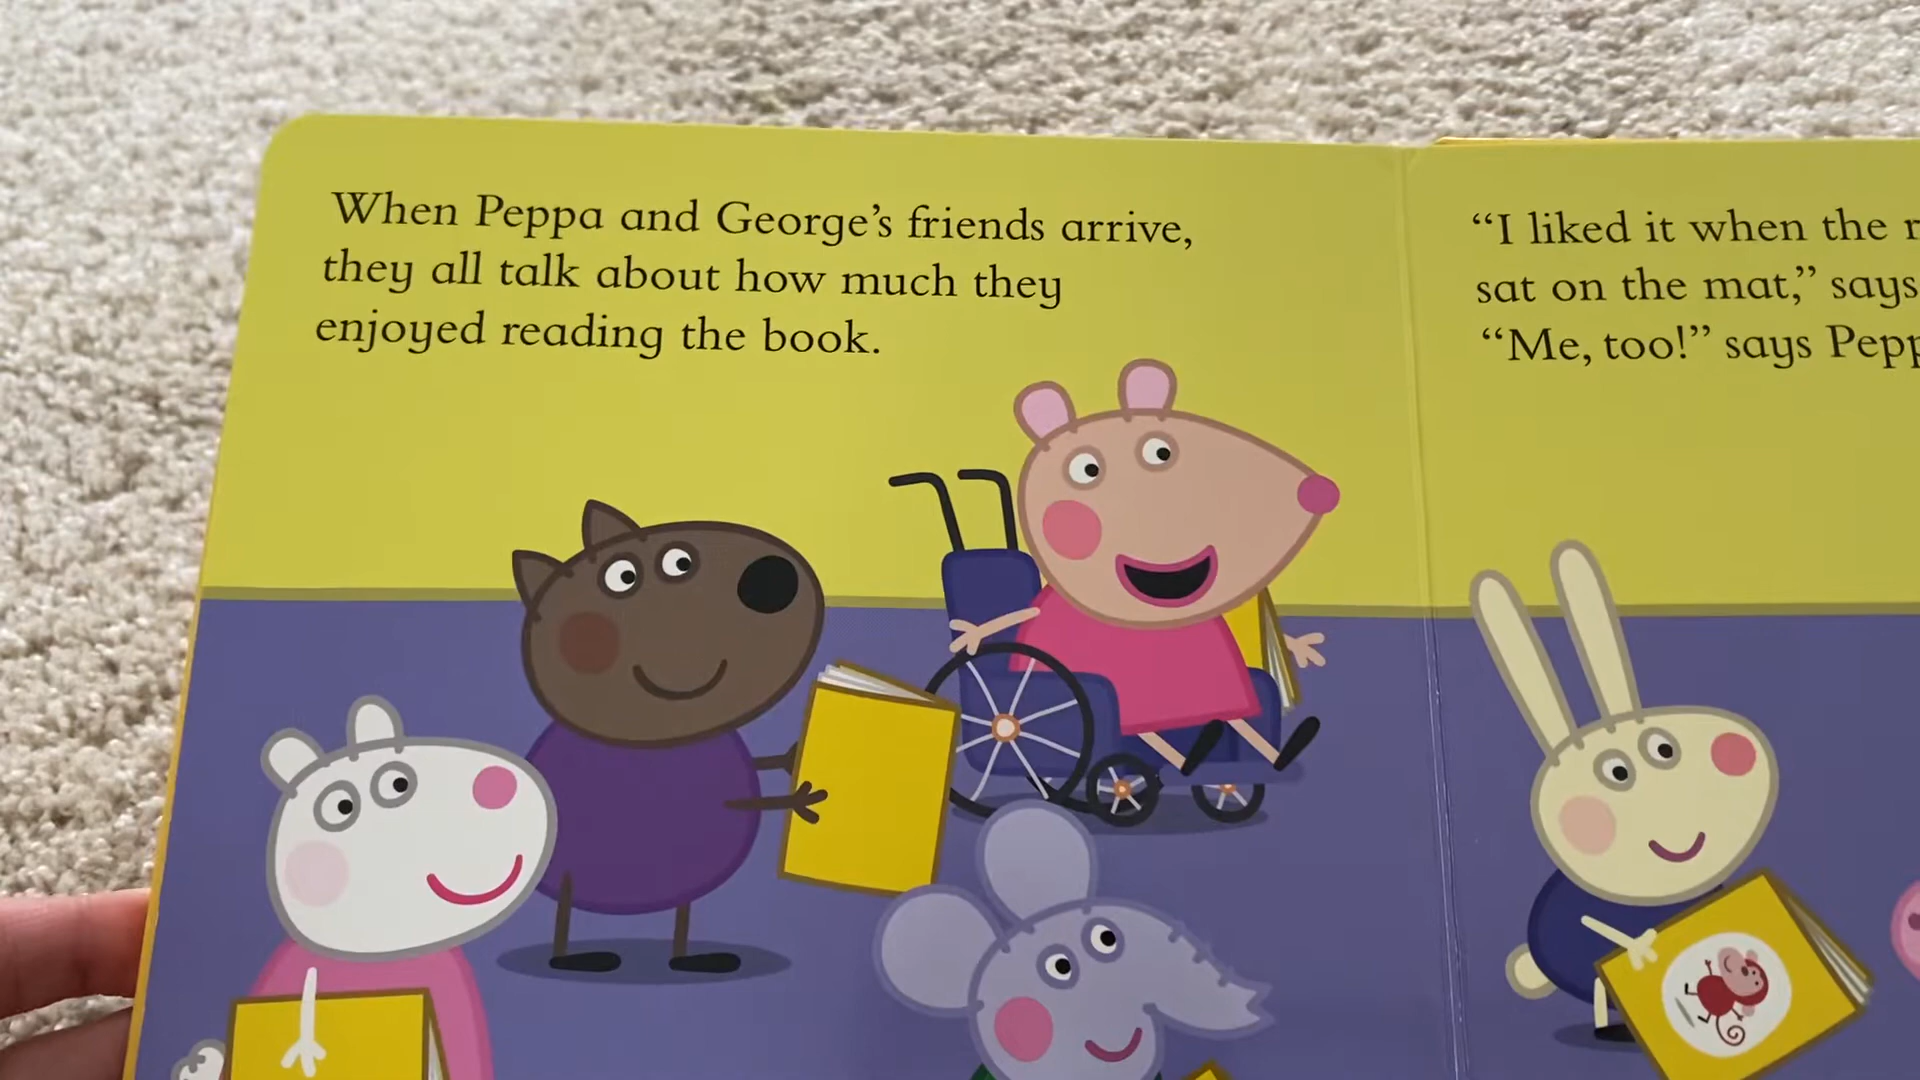 When Peppa and George’s friends arrive,
they all talk about how much they
enjoyed reading the book.
“I liked it when the
sat on the mat,” says
“Me, too!” says